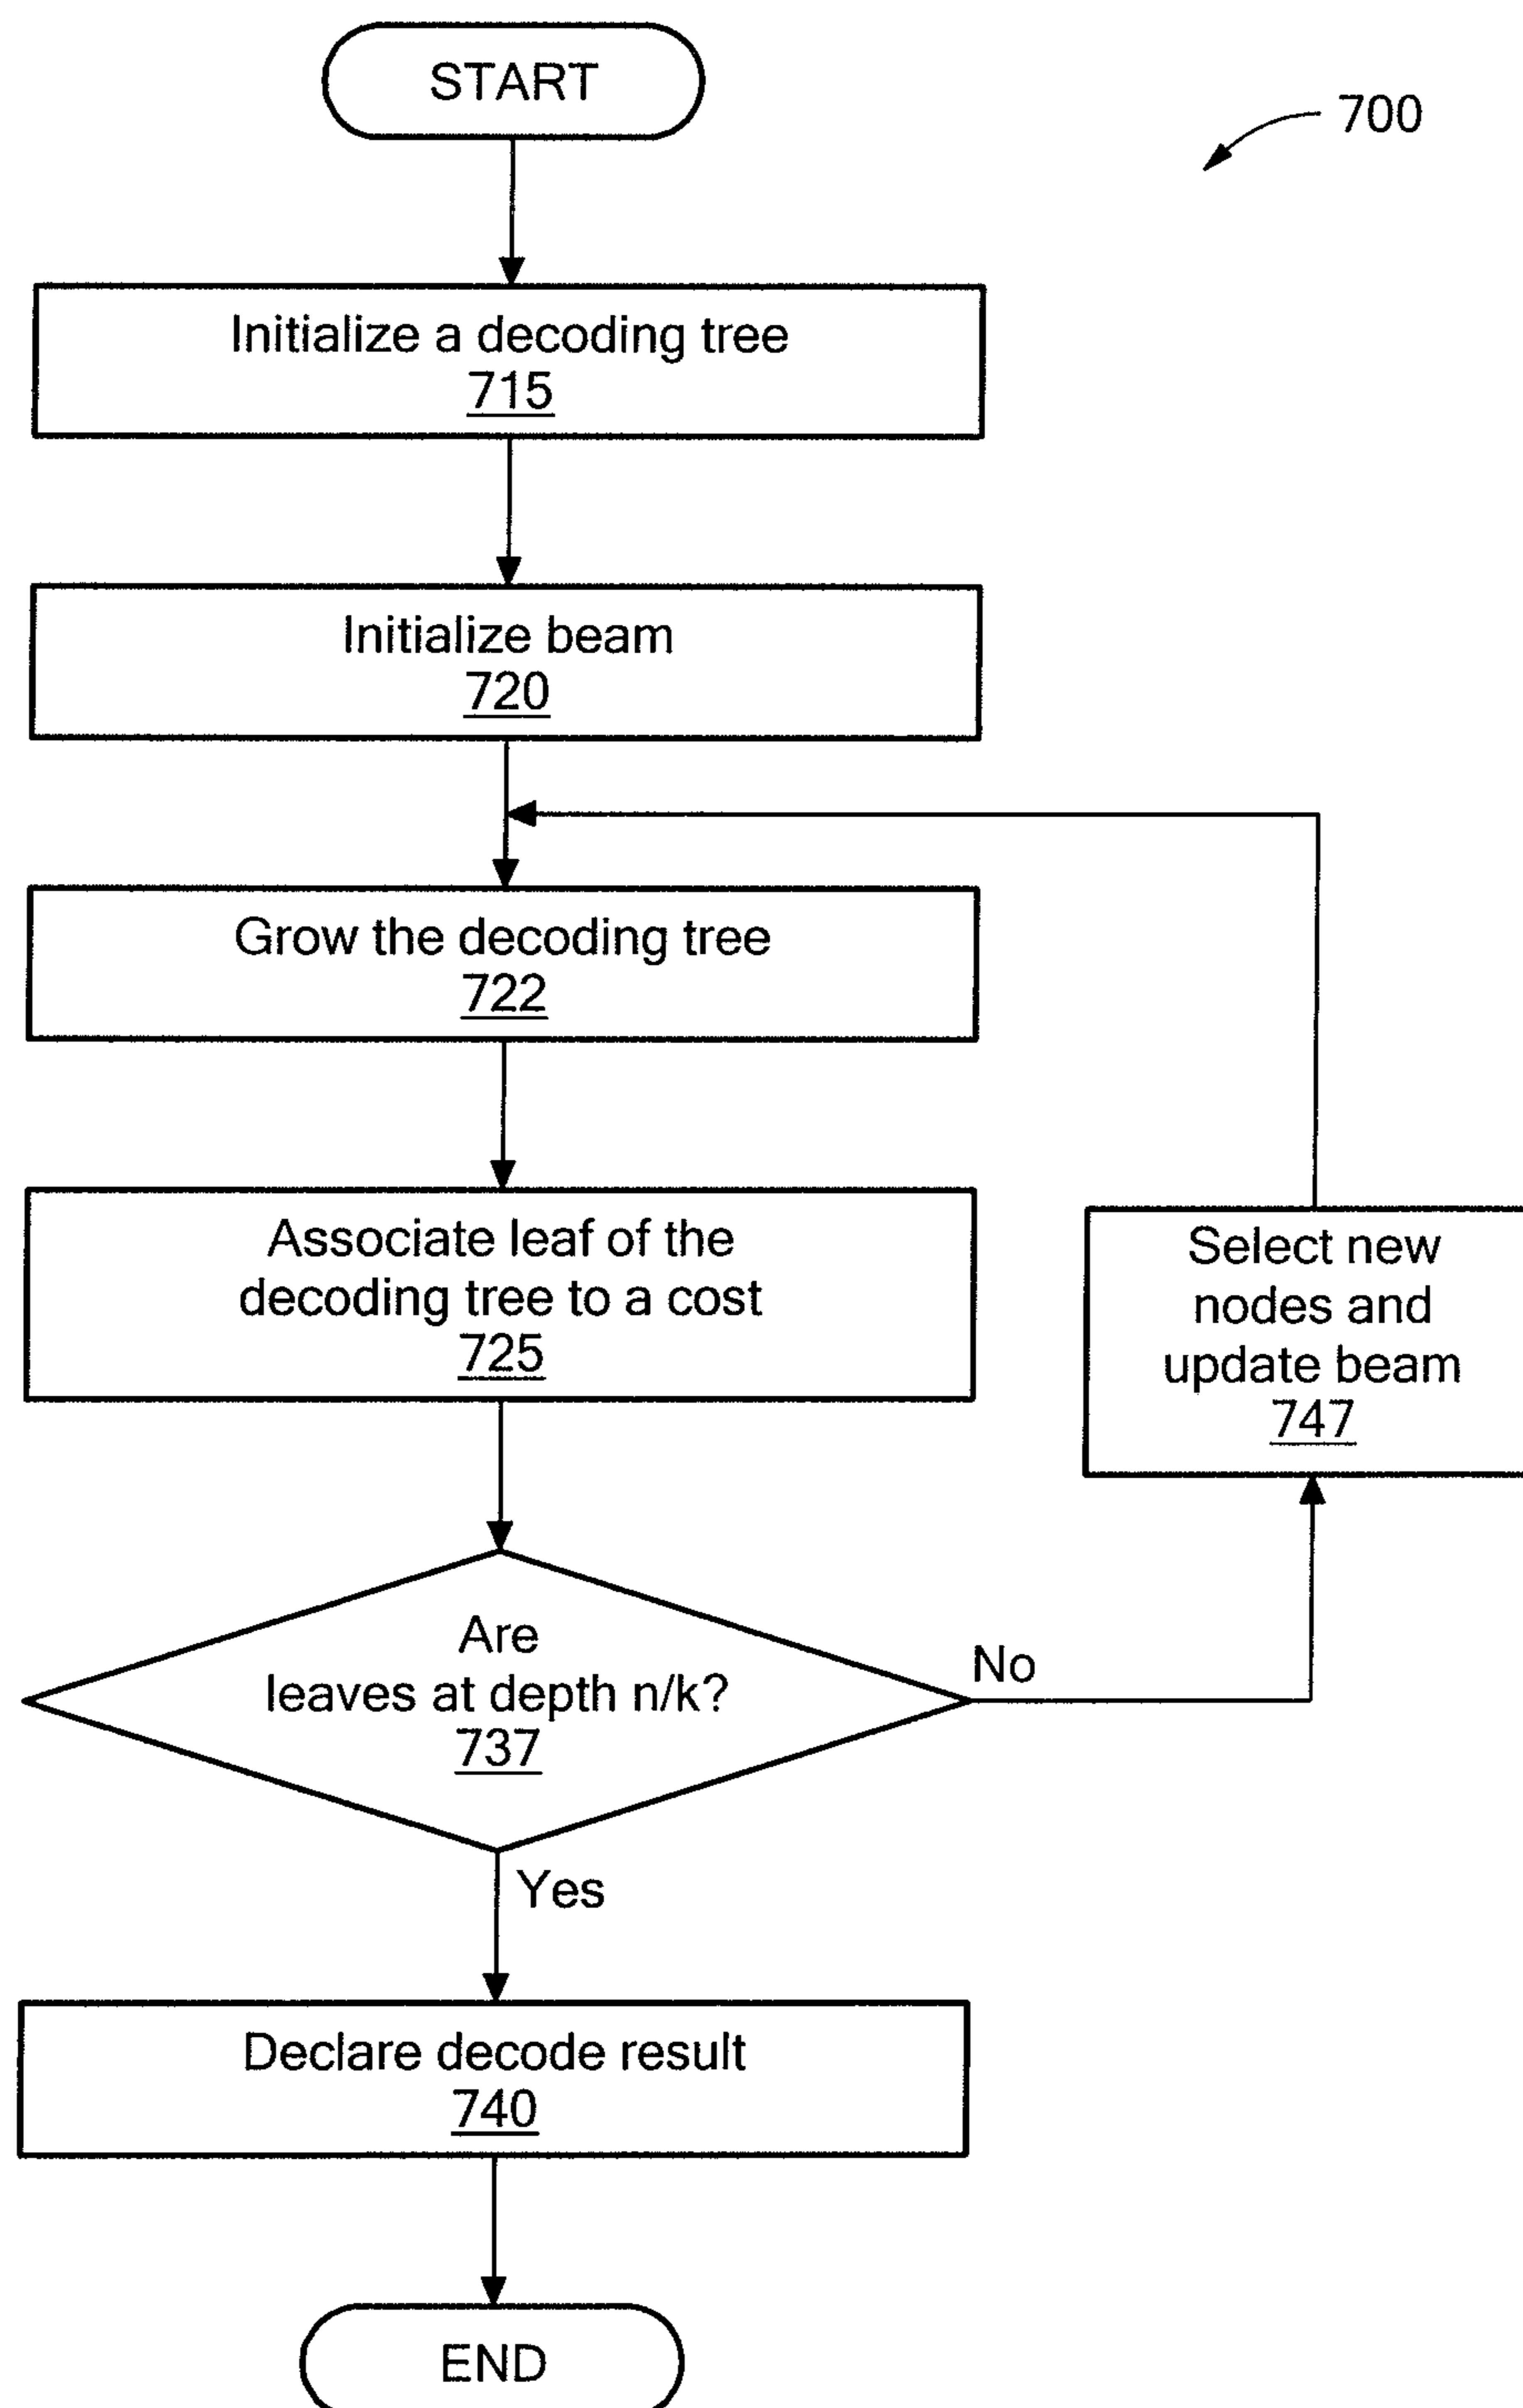 START
700
Initialize a decoding tree
715
Initialize beam
720
Grow the decoding tree
722
Associate leaf of the
decoding tree to a cost
725
Select new
nodes and
update beam
747
Are
leaves at depth n/k?
737
No
Yes
Declare decode result
740
END